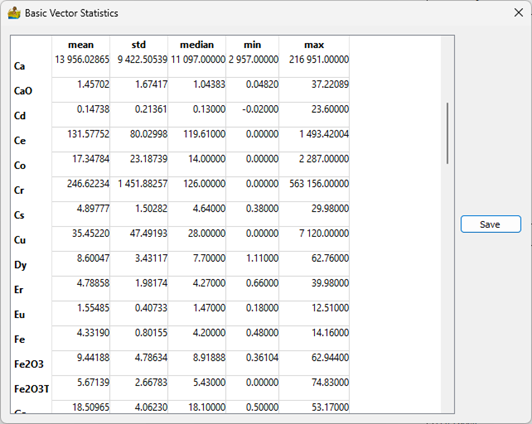 Basic Vector Statistics
mean std median min max
Ca 13 956.02865 9 422.50539 11 097.00000 2 957.00000 216 951.00000
CaO 1.45702 1.67417 1.04383 0.04820 37.22089
Cd 0.14738 0.21361 0.13000 -0.02000 23.60000
Ce 131.57752 80.02998 119.61000 0.00000 1 493.42004
Co 17.34784 23.18739 14.00000 0.00000 2 287.00000
Cr 246.62234 1 451.88257 126.00000 0.00000 563 156.00000
Cs 4.89777 1.50282 4.64000 0.38000 29.98000
Cu 35.45220 47.49193 28.00000 0.00000 7 120.00000
Dy 8.60047 3.43117 7.70000 1.11000 62.76000
Er 4.78858 1.98174 4.27000 0.66000 39.98000
Eu 1.55485 0.40733 1.47000 0.18000 12.51000
Fe 4.33190 0.80155 4.20000 0.48000 14.16000
Fe2O3 9.44188 4.78634 8.91888 0.36104 62.94400
Fe2O3T 5.67139 2.66783 5.43000 0.00000 74.83000
18.50965 4.06230 18.10000 0.50000 53.17000
Save